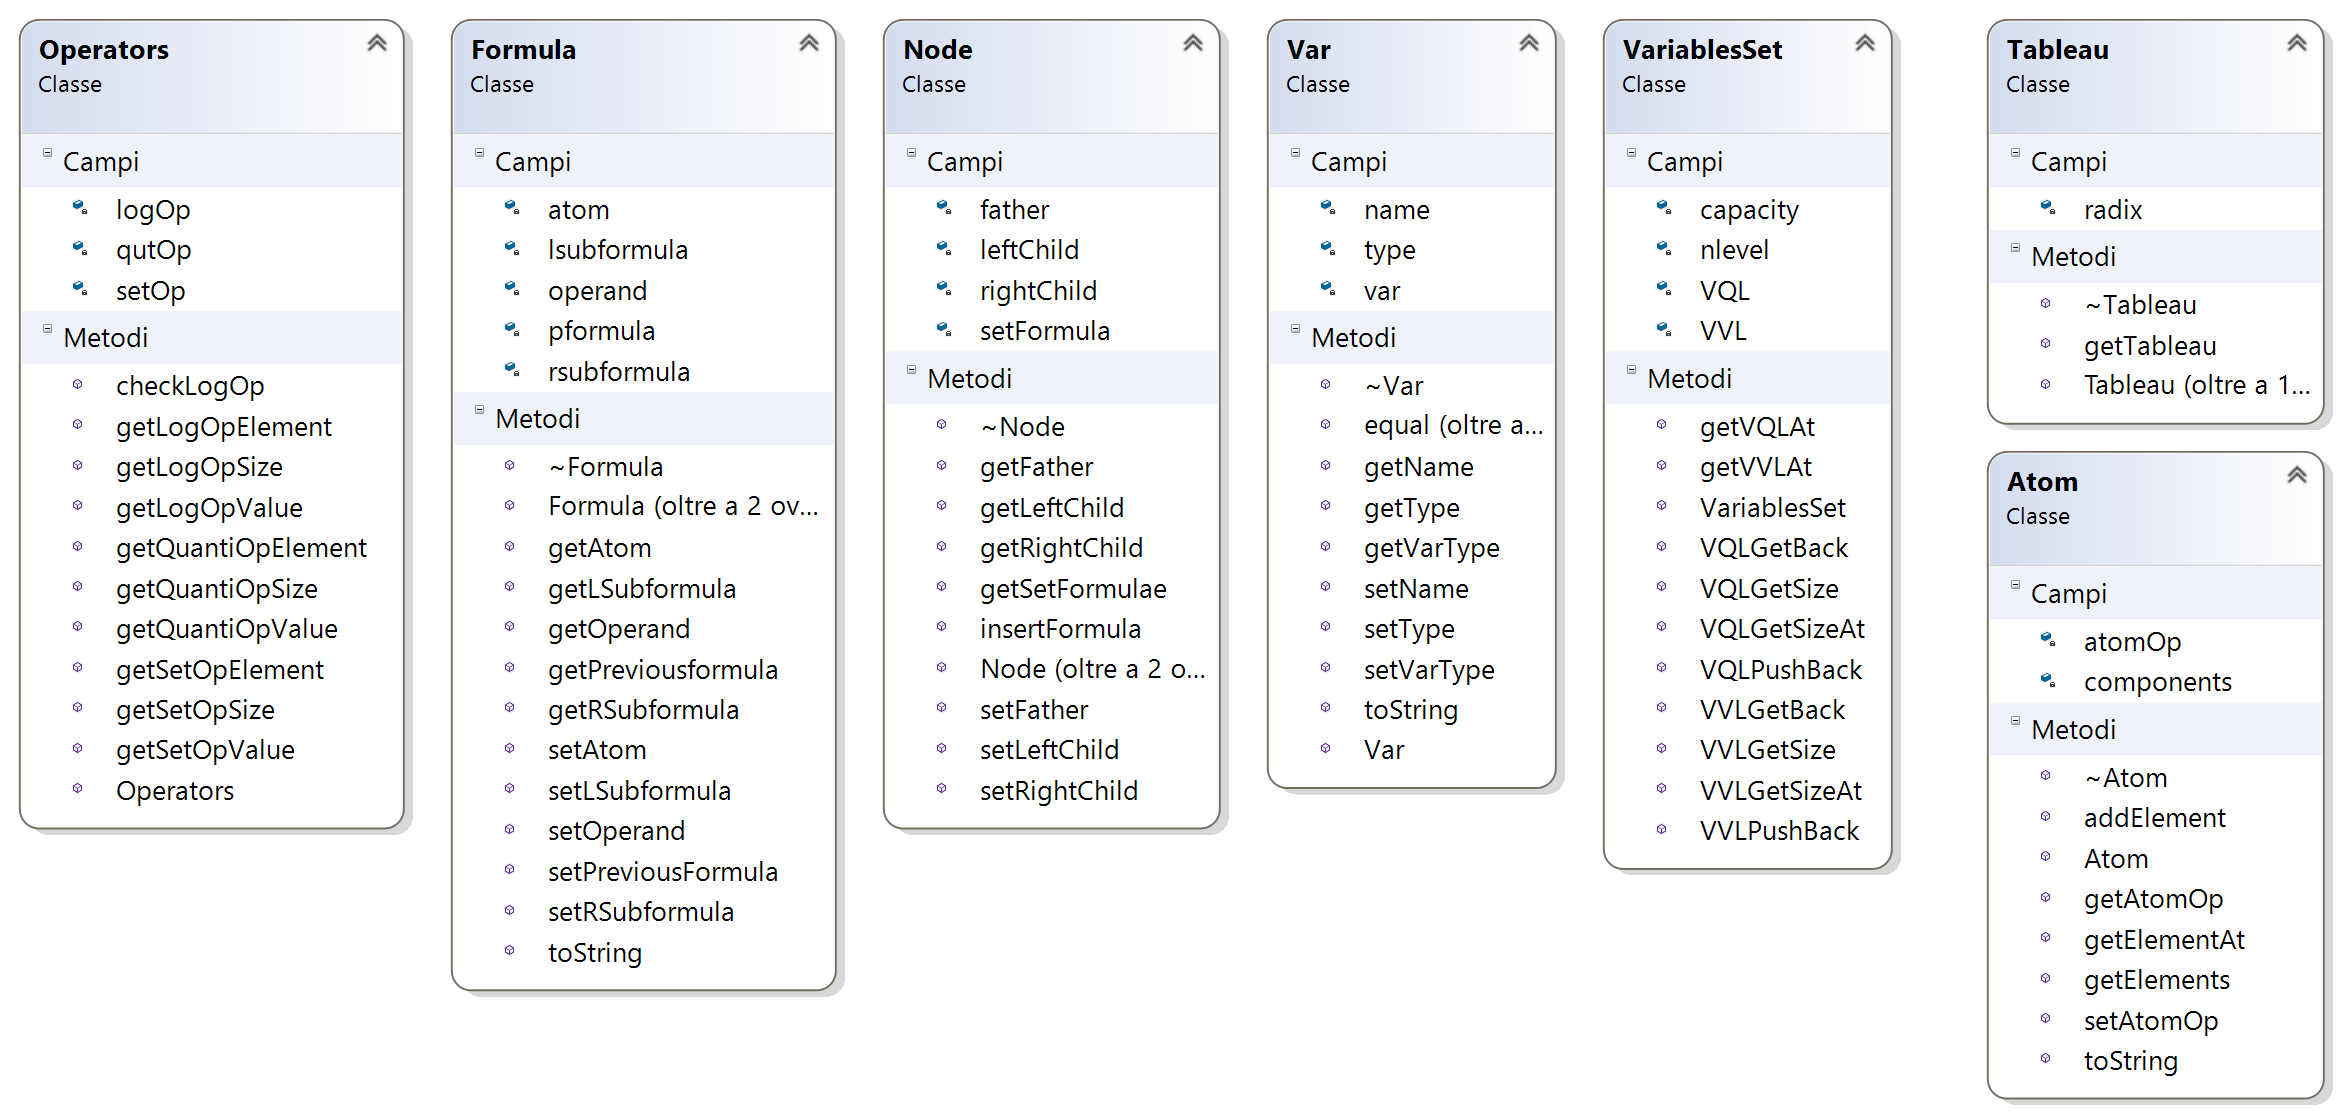 Operators
Classe
Campi
logOp
qutOp
setOp
Metodi
checkLogOp
getLogOpElement
getLogOpSize
getLogOpValue
getQuantiOpElement
getQuantiOpSize
getQuantiOpValue
getSetOpElement
getSetOpSize
getSetOpValue
Operators
Formula
Classe
Campi
atom
lsubformula
operand
pformula
rsubformula
Metodi
~Formula
Formula (oltre a 2 ov...
getAtom
getLSubformula
getOperand
getPreviousformula
getRSubformula
setAtom
setLSubformula
setOperand
setPreviousFormula
setRSubformula
toString
Node
Classe
Campi
father
leftChild
rightChild
setFormula
Metodi
~Node
getFather
getLeftChild
getRightChild
getSetFormulae
insertFormula
Node (oltre a 2 o...
setFather
setLeftChild
setRightChild
Var
Classe
Campi
name
type
var
Metodi
~Var
equal (oltre a...
getName
getType
getVarType
setName
setType
setVarType
toString
Var
VariablesSet
Classe
Campi
capacity
nlevel
VQL
VVL
Metodi
getVQLAt
getVVLAt
VariablesSet
VQLGetBack
VQLGetSize
VQLGetSizeAt
VQLPushBack
VVLGetBack
VVLGetSize
VVLGetSizeAt
VVLPushBack
Tableau
Classe
Campi
radix
Metodi
~Tableau
getTableau
Tableau (oltre a 1...
Atom
Classe
Campi
atomOp
components
Metodi
~Atom
addElement
Atom
getAtomOp
getElementAt
getElements
setAtomOp
toString